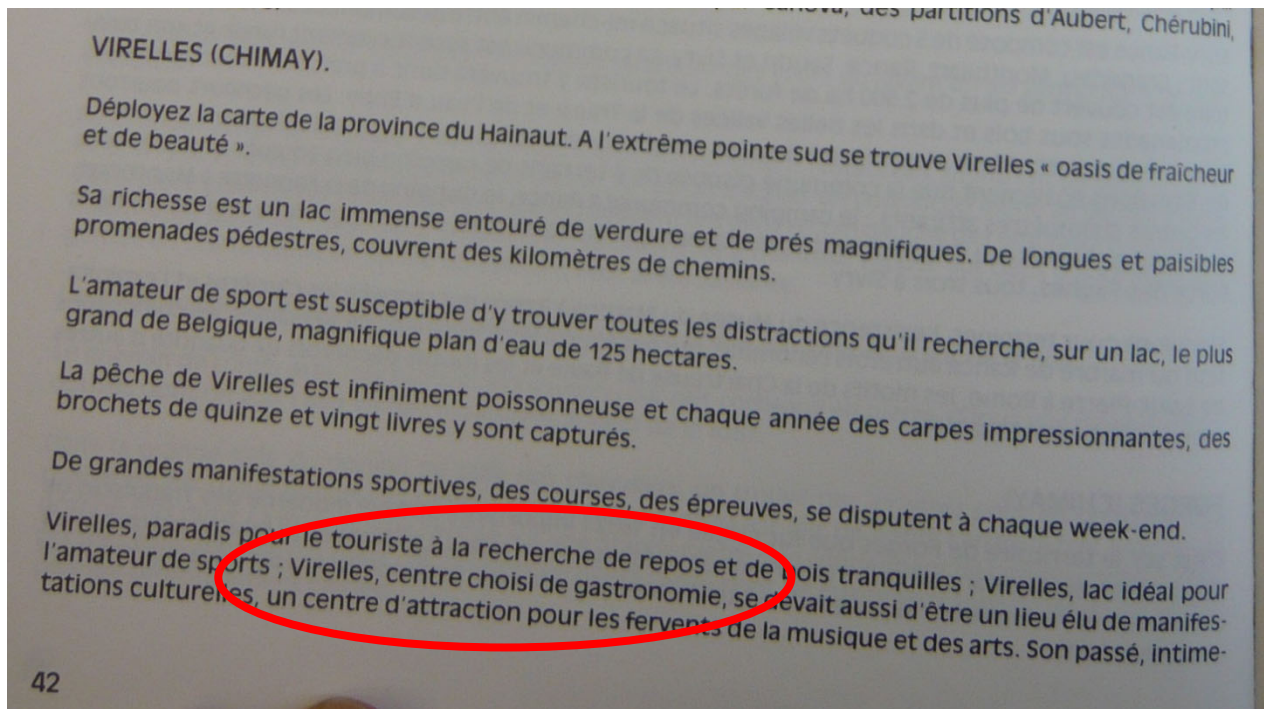 des partitions d'Aubert, Chérubini,
VIRELLES (CHIMAY).
Déployez la carte de la province du Hainaut. A l'extrême pointe sud se trouve Virelles « oasis de fraîcheur
et de beauté ».
Sa richesse est un lac immense entouré de verdure et de prés magnifiques. De longues et paisibles
promenades pédestres, couvrent des kilomètres de chemins.
L'amateur de sport est susceptible d'y trouver toutes les distractions qu'il recherche, sur un lac, le plus
grand de Belgique, magnifique plan d'eau de 125 hectares.
La pêche de Virelles est infiniment poissonneuse et chaque année des carpes impressionnantes, des
brochets de quinze et vingt livres y sont capturés.
De grandes manifestations sportives, des courses, des épreuves, se disputent à chaque week-end.
Virelles, paradis pour le touriste à la recherche de repos et de bois tranquilles ; Virelles, lac idéal pour
l'amateur de sports ; Virelles, centre choisi de gastronomie, se devait aussi d'être un lieu élu de manifes-
tations culturelles, un centre d'attraction pour les fervents de la musique et des arts. Son passé, intime-
42